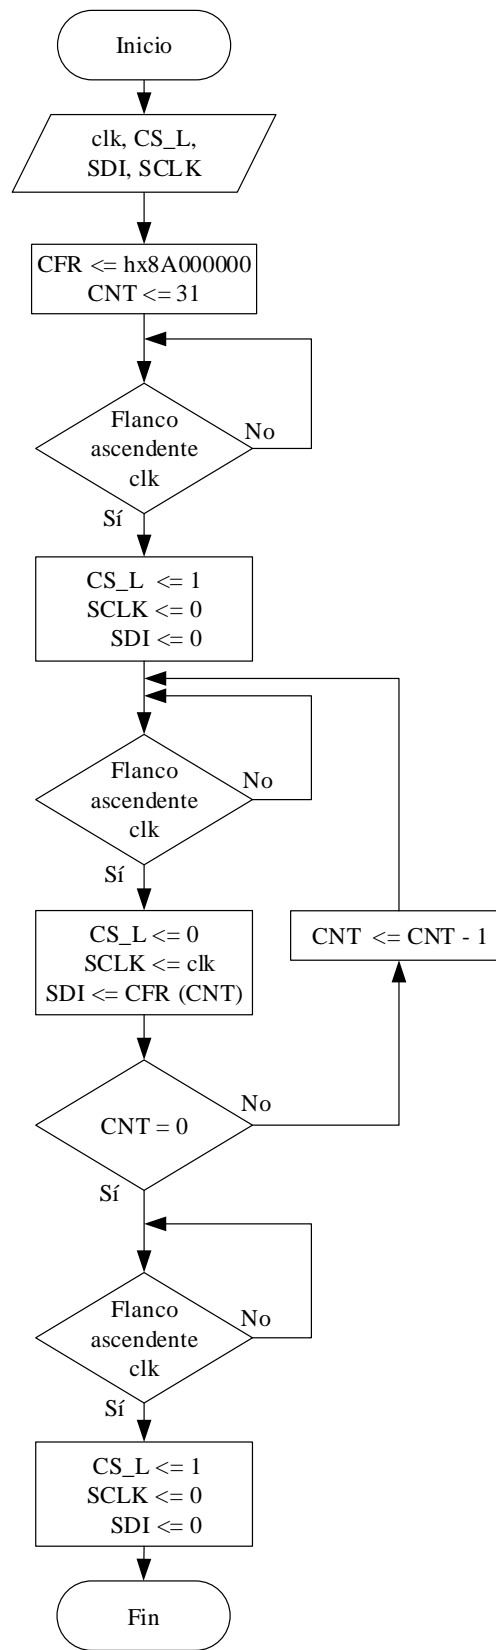 Inicio
clk, CS_L,
SDI, SCLK
CFR <= hx8A000000
CNT <= 31
Flanco
ascendente
clk
No
Sí
CS_L <= 1
SCLK <= 0
SDI <= 0
Flanco
ascendente
clk
No
Sí
CS_L <= 0
SCLK <= clk
SDI <= CFR (CNT)
CNT <= CNT - 1
CNT = 0
No
Sí
Flanco
ascendente
clk
No
Sí
CS_L <= 1
SCLK <= 0
SDI <= 0
Fin